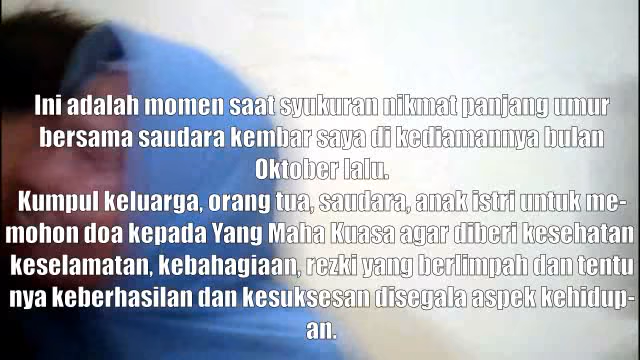 Ini adalah momen saat syukuran nikmat panjang umur
bersama saudara kembar saya di kediamannya bulan
Oktober lalu.
Kumpul keluarga, orang tua, saudara, anak istri untuk me-
mohon doa kepada Yang Maha Kuasa agar diberi kesehatan
keselamatan, kebahagiaan, rezki yang berlimpah dan tentu
nya keberhasilan dan kesuksesan disegala aspek kehidup-
an.